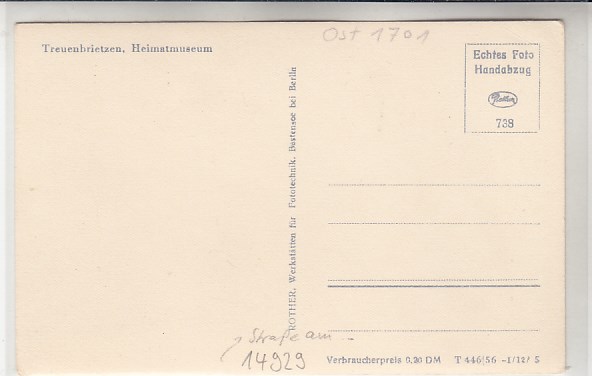 Ost 1701
Treuenbrietzen, Heimatmuseum
Echtes Foto
Handabzug
738
ROTHER, Werkstätten für Fototechnik, Bestensee bei Berlin
Straße am
14929
Verbraucherpreis 0,20 DM T 446/56 -1/12/ 5